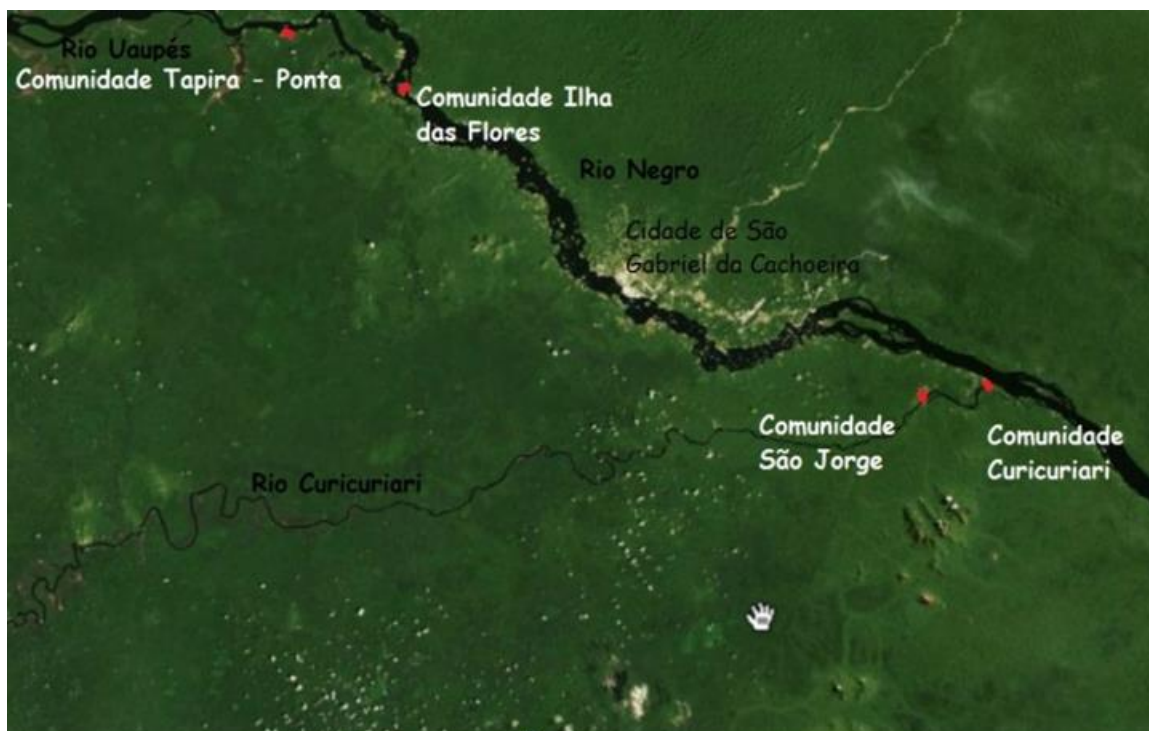 Rio Uaupés
Comunidade Tapira - Ponta
Comunidade Ilha
das Flores
Rio Negro
Cidade de São
Gabriel da Cachoeira
Comunidade
São Jorge
Comunidade
Curicuriari
Rio Curicuriari